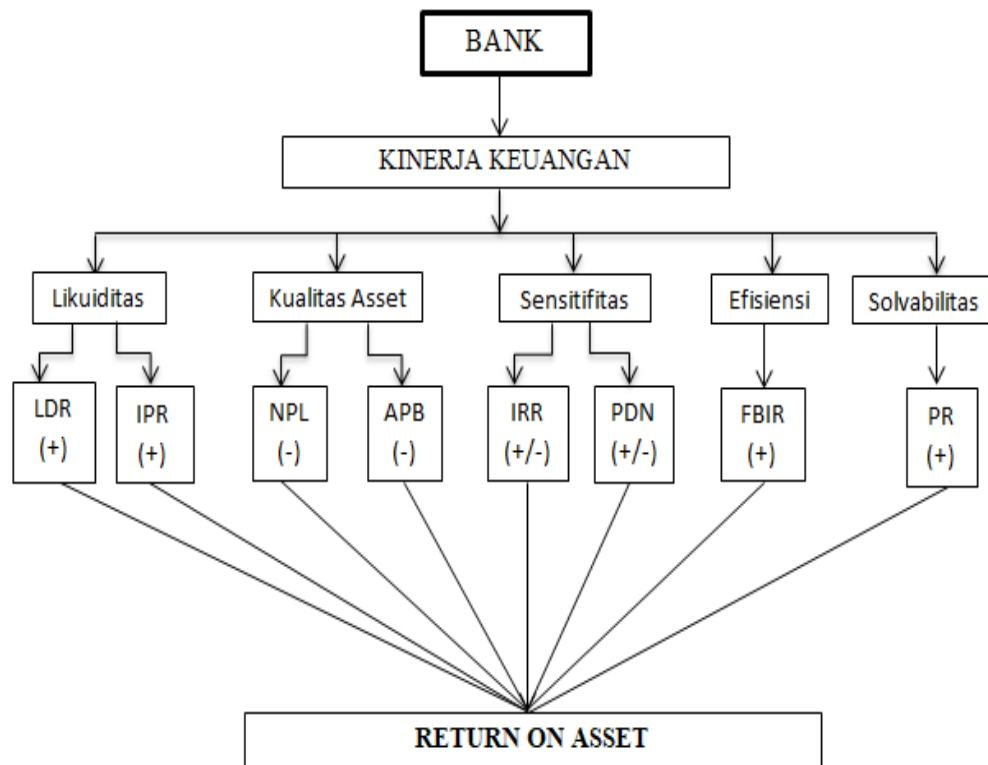 BANK
KINERJA KEUANGAN
Likuiditas
Kualitas Asset
Sensitifitas
Efisiensi
Solvabilitas
LDR
(+)
IPR
(+)
NPL
(-)
APB
(-)
IRR
(+/-)
PDN
(+/-)
FBIR
(+)
PR
(+)
RETURN ON ASSET